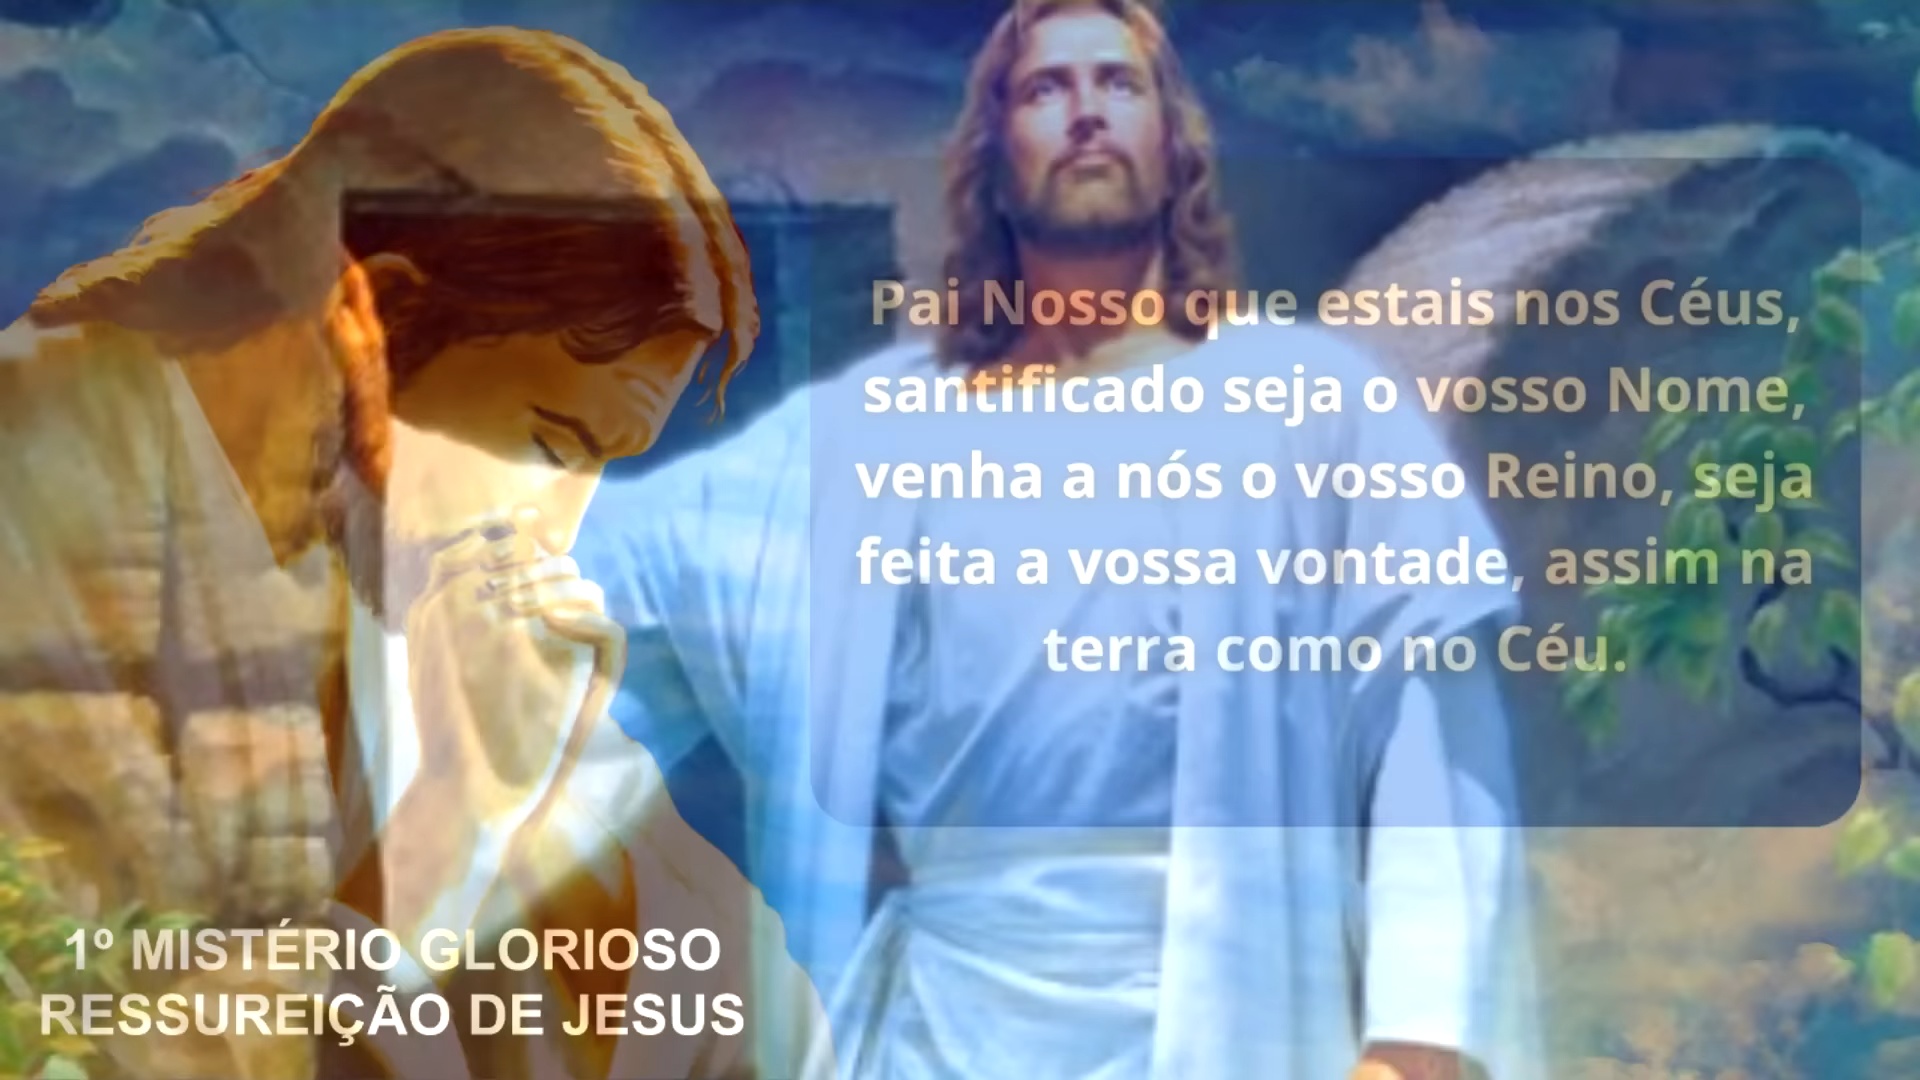 Pai Nosso que estais nos Céus,
santificado seja o vosso Nome,
venha a nós o vosso Reino, seja
feita a vossa vontade, assim na
terra como no Céu.
1º MISTÉRIO GLORIOSO
RESSUREIÇÃO DE JESUS